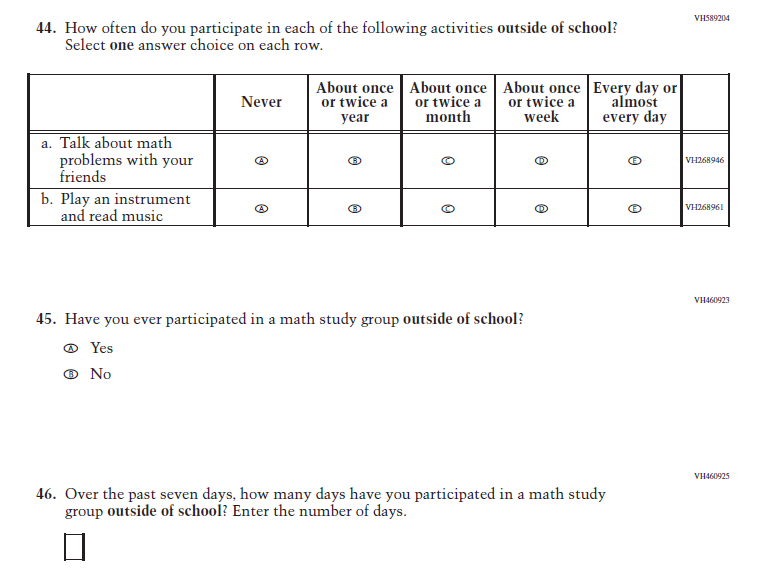 VH589204
44. How often do you participate in each of the following activities outside of school?
Select one answer choice on each row.
Never
About once or twice a year
About once or twice a month
About once or twice a week
Every day or almost every day
a. Talk about math
problems with your
friends
A B C D E VH268946
b. Play an instrument
and read music
A B C D E VH268961
VH460923
45. Have you ever participated in a math study group outside of school?
A Yes
B No
VH460925
46. Over the past seven days, how many days have you participated in a math study
group outside of school? Enter the number of days.